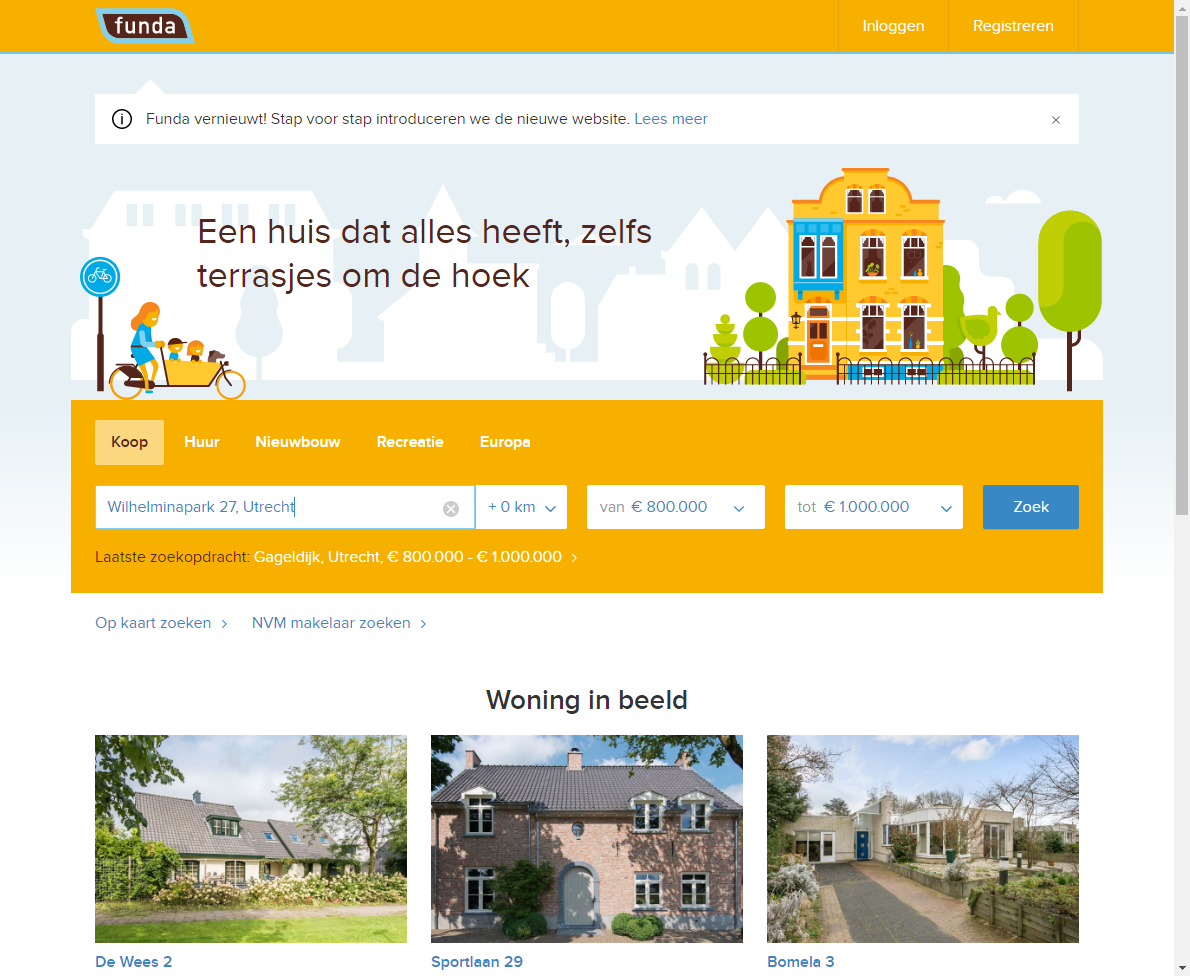 funda
Inloggen
Registreren
Funda vernieuwt! Stap voor stap introduceren we de nieuwe website. Lees meer
Een huis dat alles heeft, zelfs
terrasjes om de hoek
Koop
Huur
Nieuwbouw
Recreatie
Europa
Wilhelminapark 27, Utrecht
+ 0 km
van € 800.000
tot € 1.000.000
Zoek
Laatste zoekopdracht: Gageldijk, Utrecht, € 800.000 - € 1.000.000
Op kaart zoeken
NVM makelaar zoeken
Woning in beeld
De Wees 2
Sportlaan 29
Bomela 3